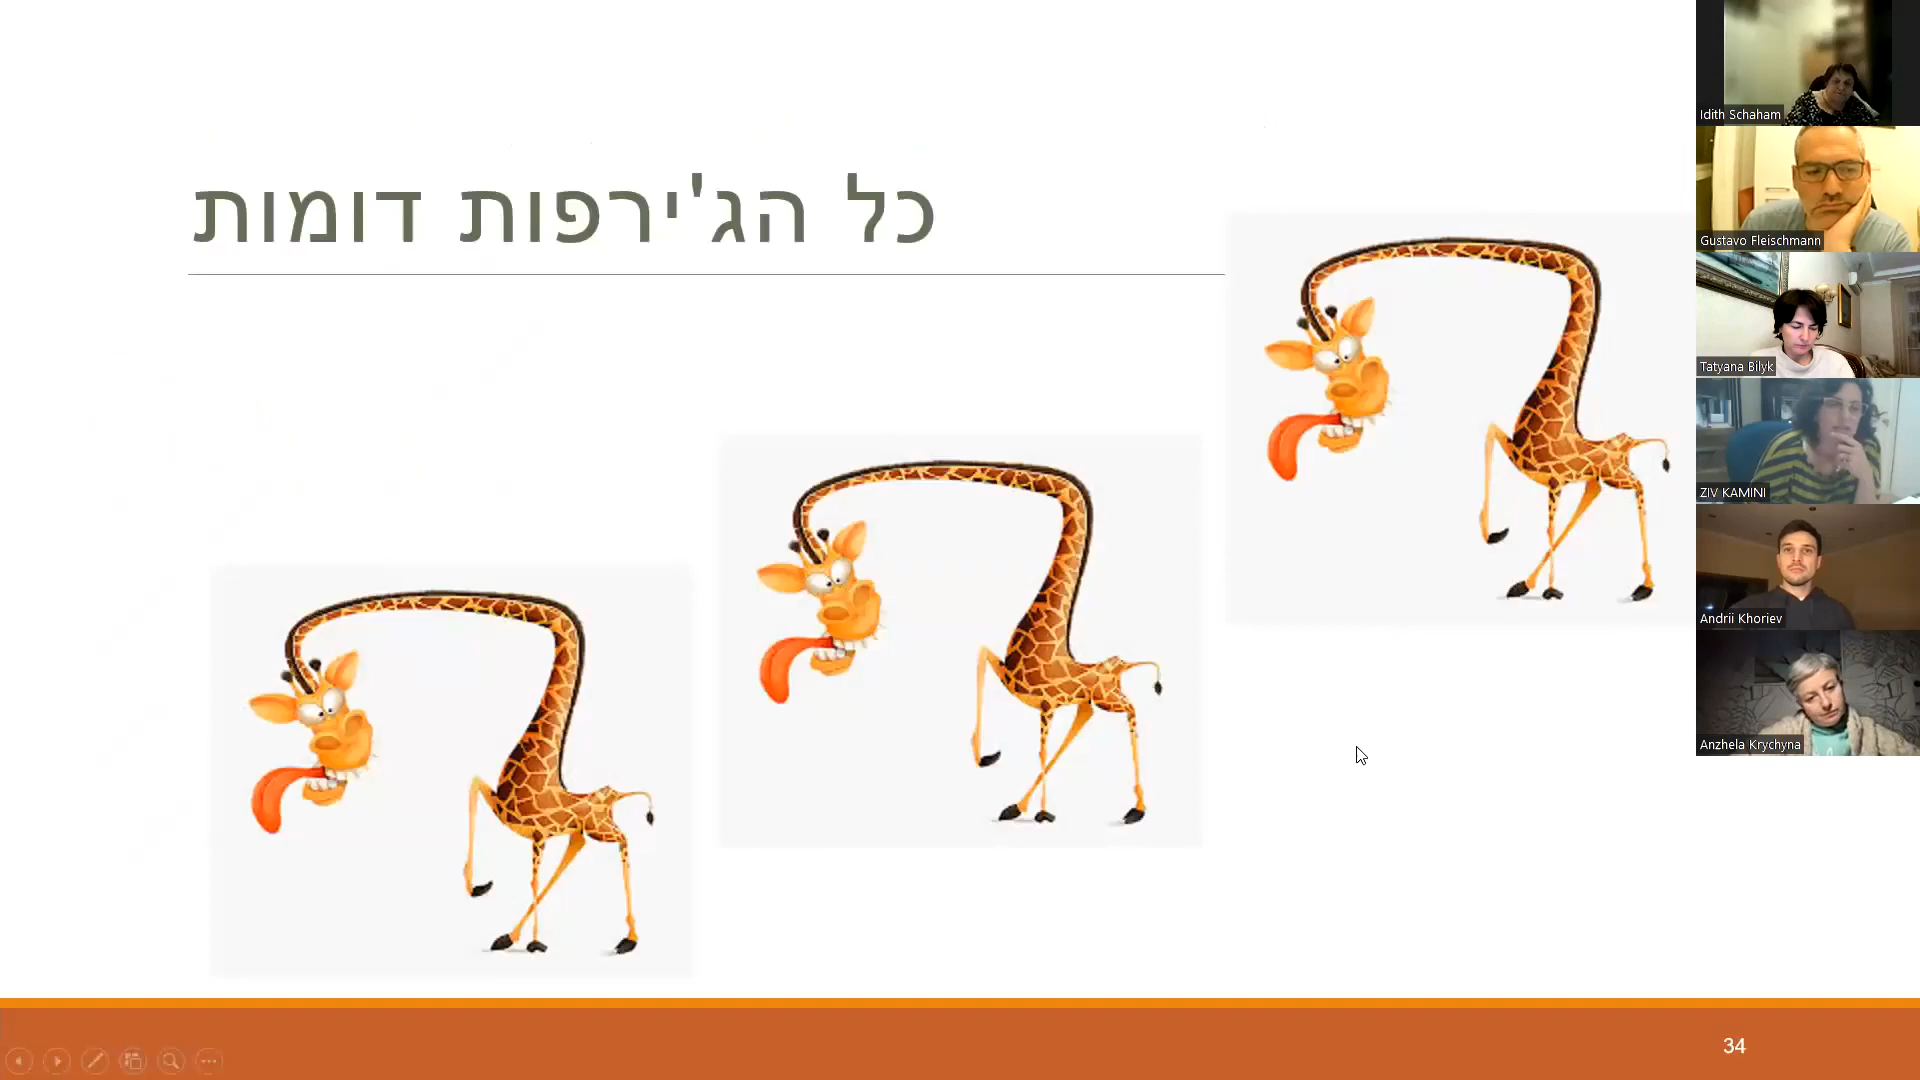 כל הג'ירפות דומות
Idith Schaham
Gustavo Fleischmann
Tatyana Bilyk
ZIV KAMINI
Andrii Khoriev
Anzhela Krychyna
34